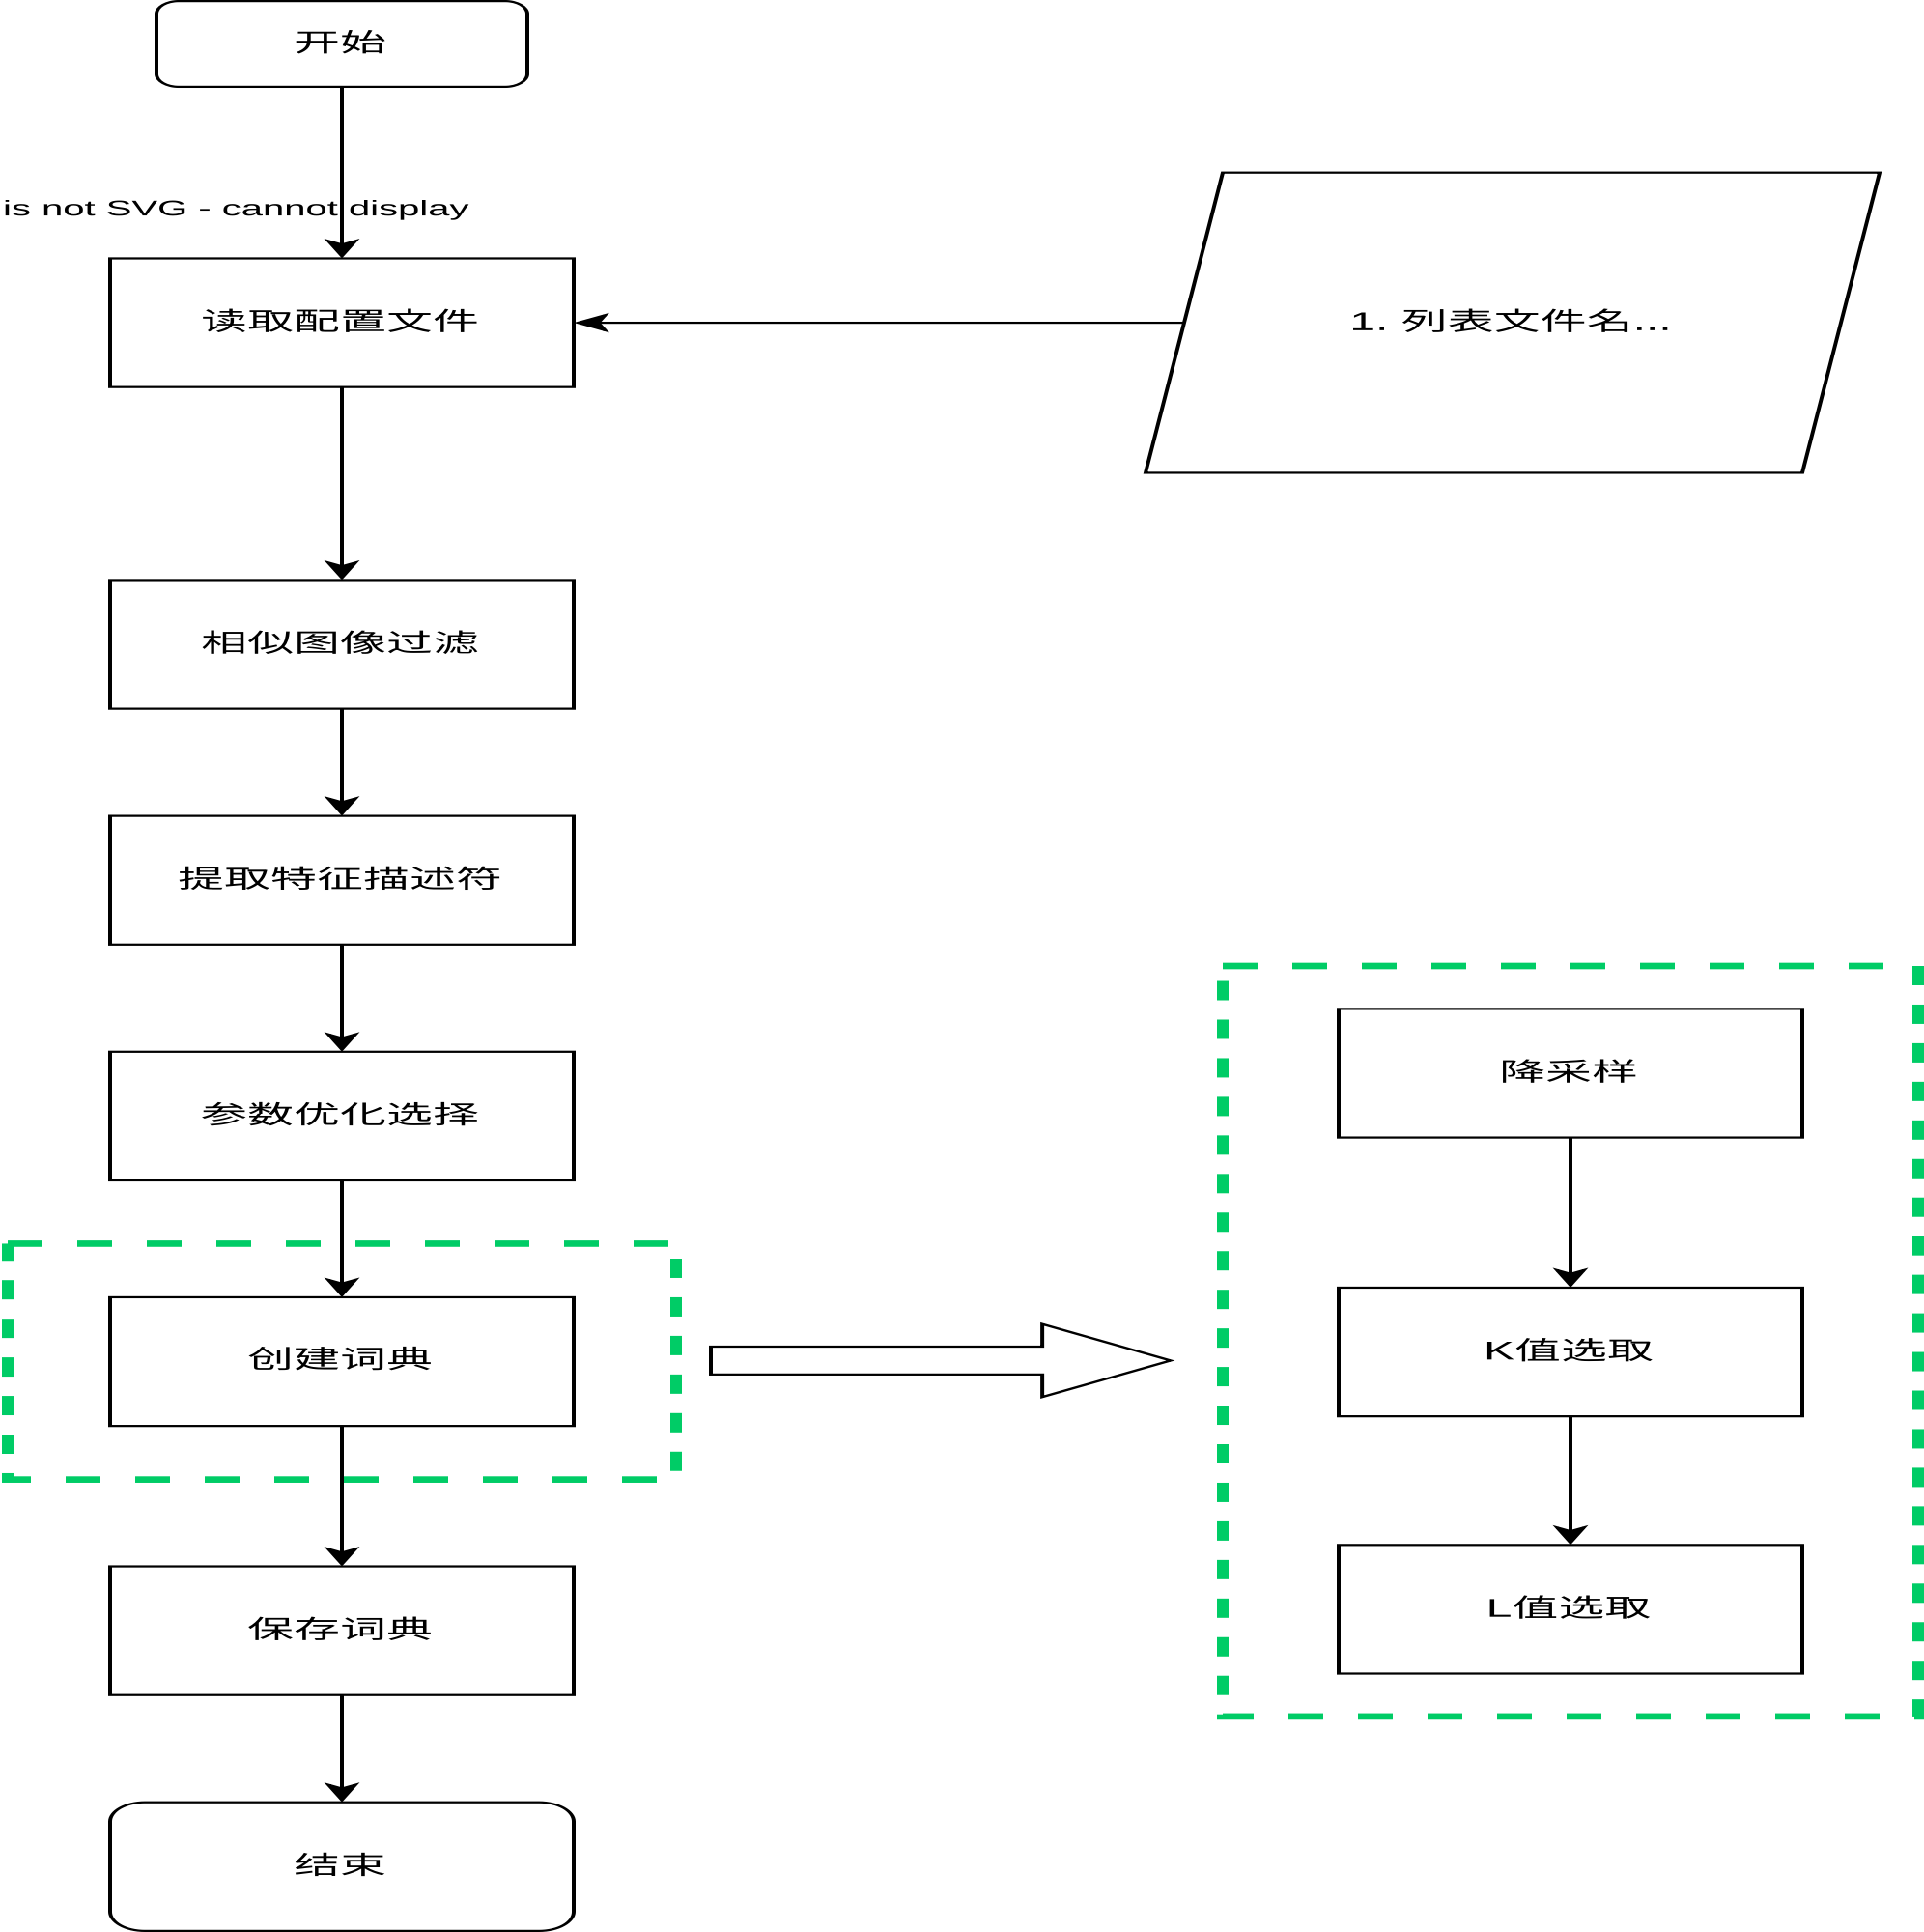 开始
is not SVG - cannot display
读取配置文件
1. 列表文件名...
相似图像过滤
提取特征描述符
参数优化选择
创建词典
保存词典
结束
降采样
K值选取
L值选取